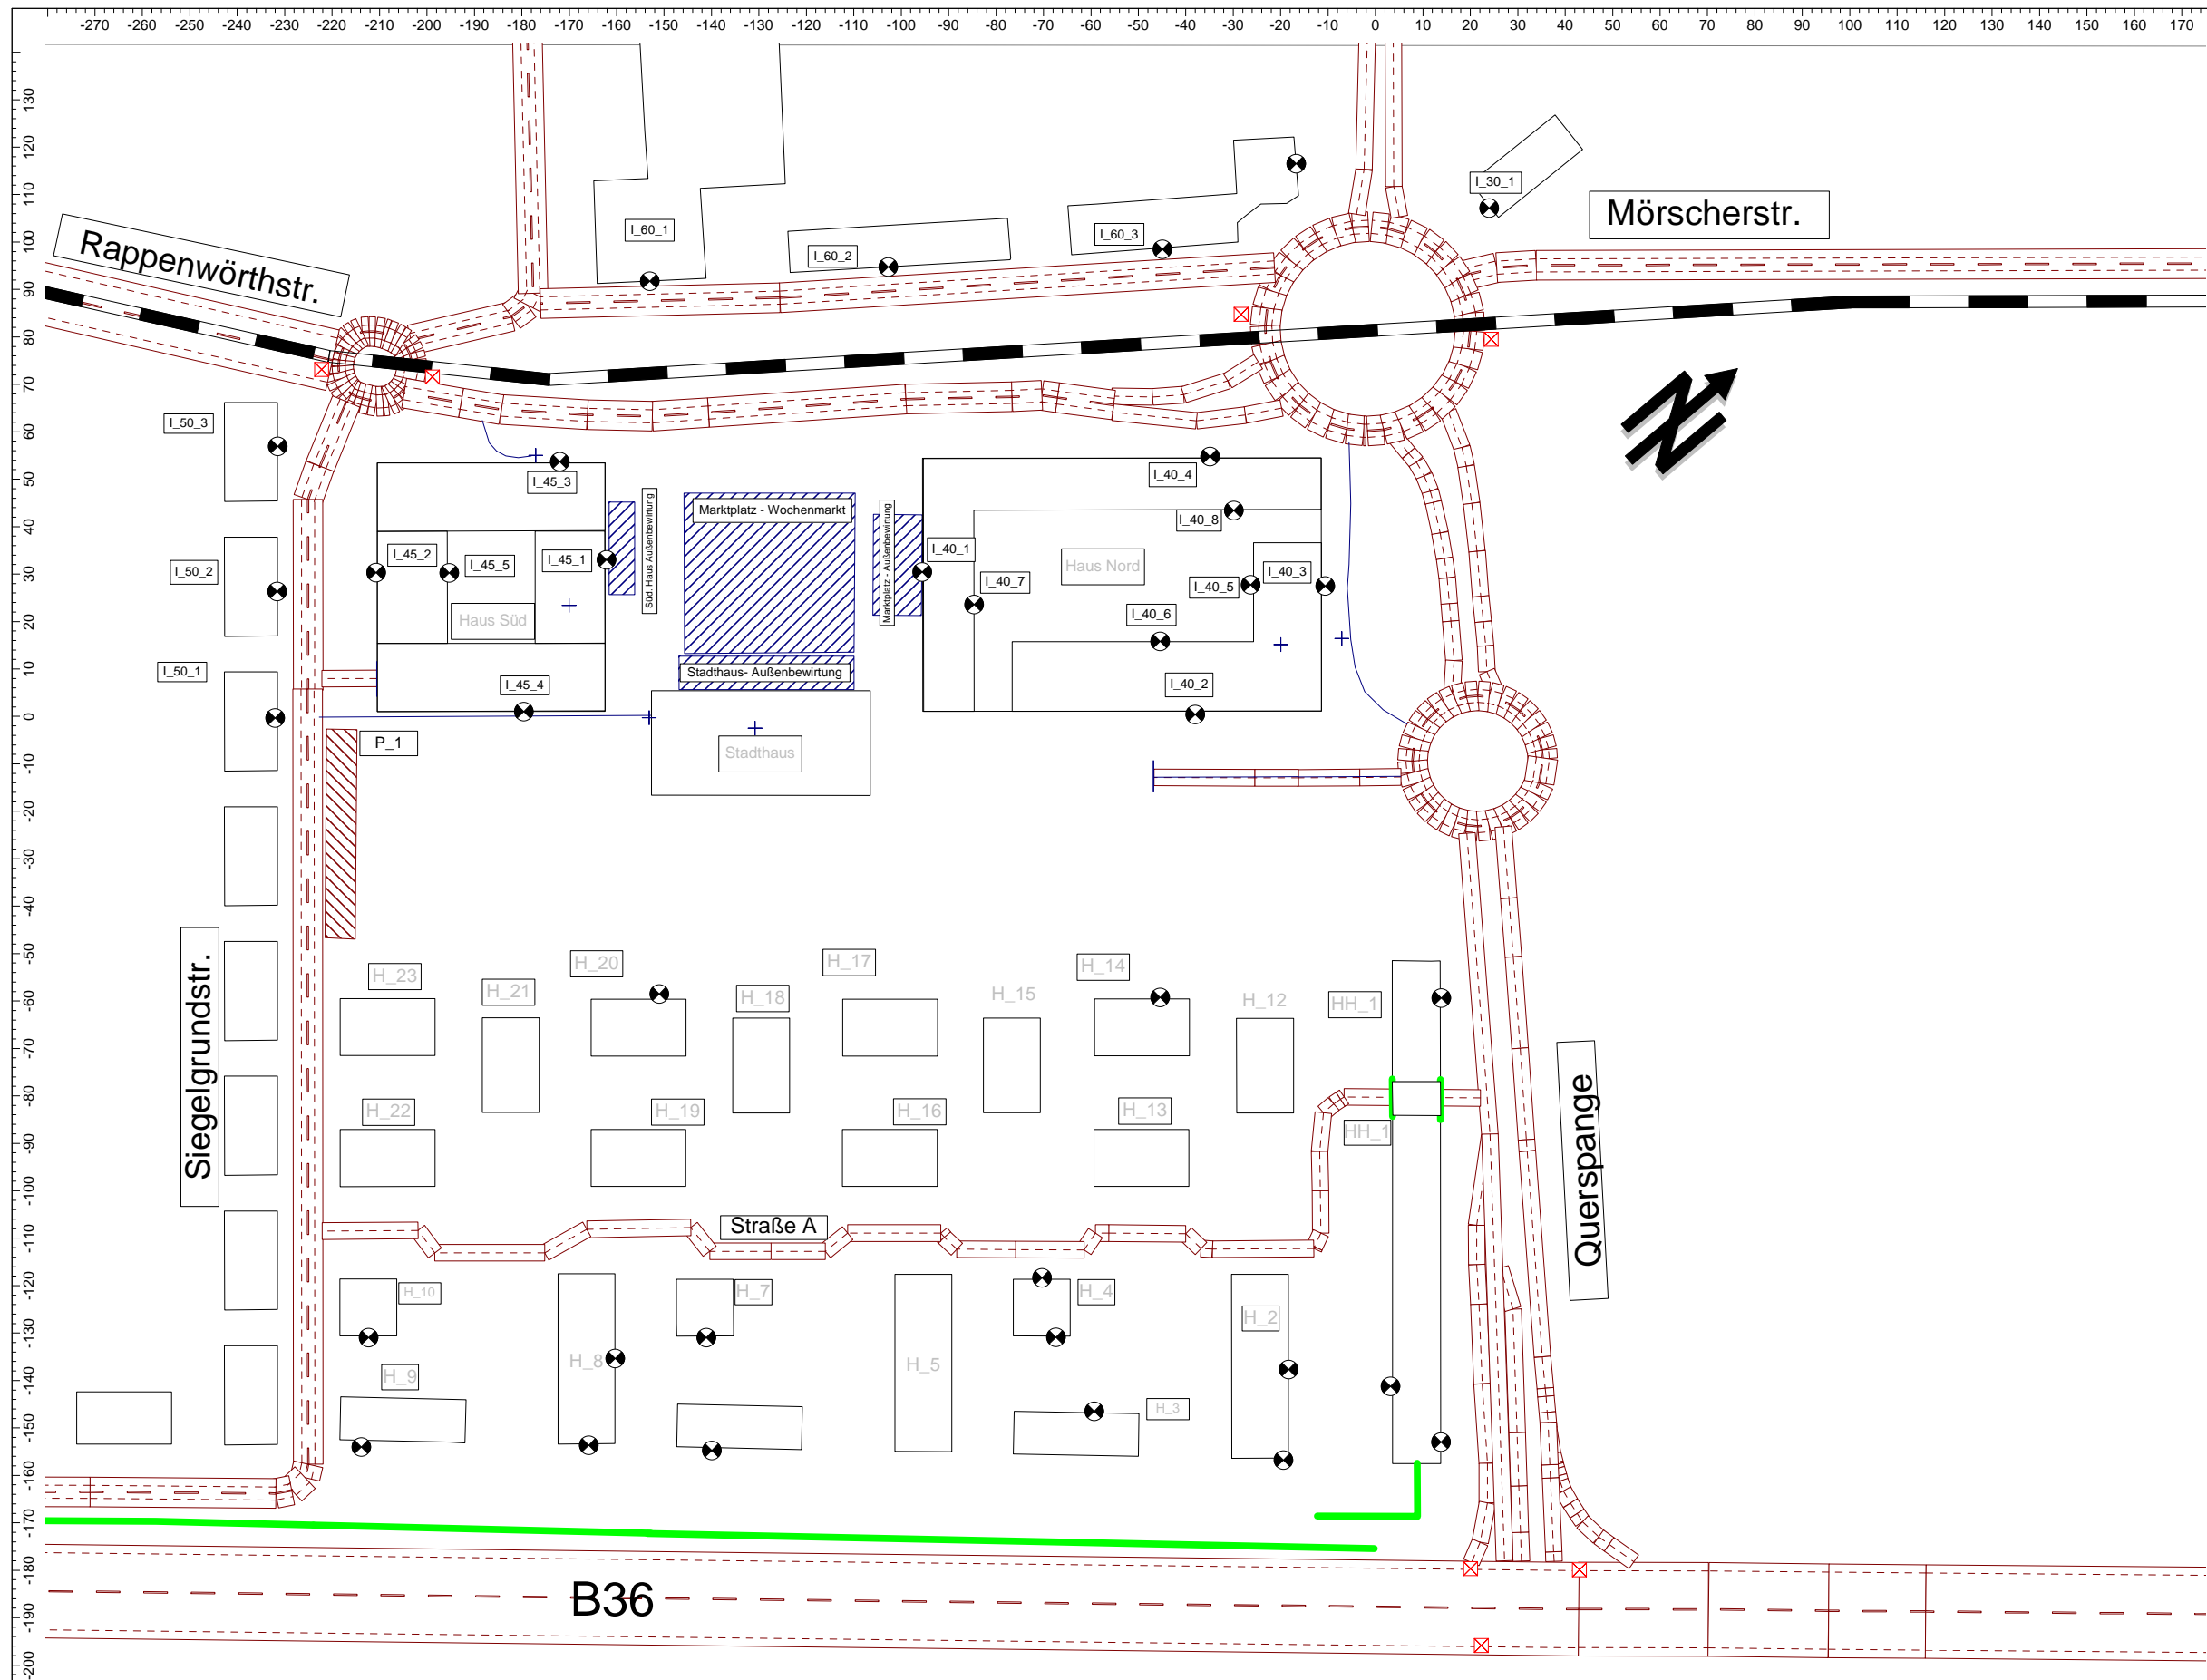 -270 -260 -250 -240 -230 -220 -210 -200 -190 -180 -170 -160 -150 -140 -130 -120 -110 -100 -90 -80 -70 -60 -50 -40 -30 -20 -10 0 10 20 30 40 50 60 70 80 90 100 110 120 130 140 150 160 170
130
120
110
100
90
80
70
60
50
40
30
20
10
0
-10
-20
-30
-40
-50
-60
-70
-80
-90
-100
-110
-120
-130
-140
-150
-160
-170
-180
-190
-200
Rappenwörthstr.
Mörscherstr.
I_30_1
I_60_1
I_60_2
I_60_3
I_50_3
I_50_2
I_50_1
I_45_3
I_45_2
I_45_5
I_45_1
Haus Süd
I_45_4
Süd. Haus Außenbewirtung
Marktplatz - Wochenmarkt
Stadthaus- Außenbewirtung
Marktplatz - Außenbewirtung
Stadthaus
I_40_4
I_40_8
I_40_1
I_40_7
Haus Nord
I_40_5
I_40_3
I_40_6
I_40_2
P_1
Siegelgrundstr.
H_23
H_21
H_20
H_18
H_17
H_15
H_14
H_12
HH_1
H_22
H_19
H_16
H_13
HH_1
Querspange
Straße A
H_10
H_7
H_4
H_2
H_8
H_5
H_9
H_3
B36